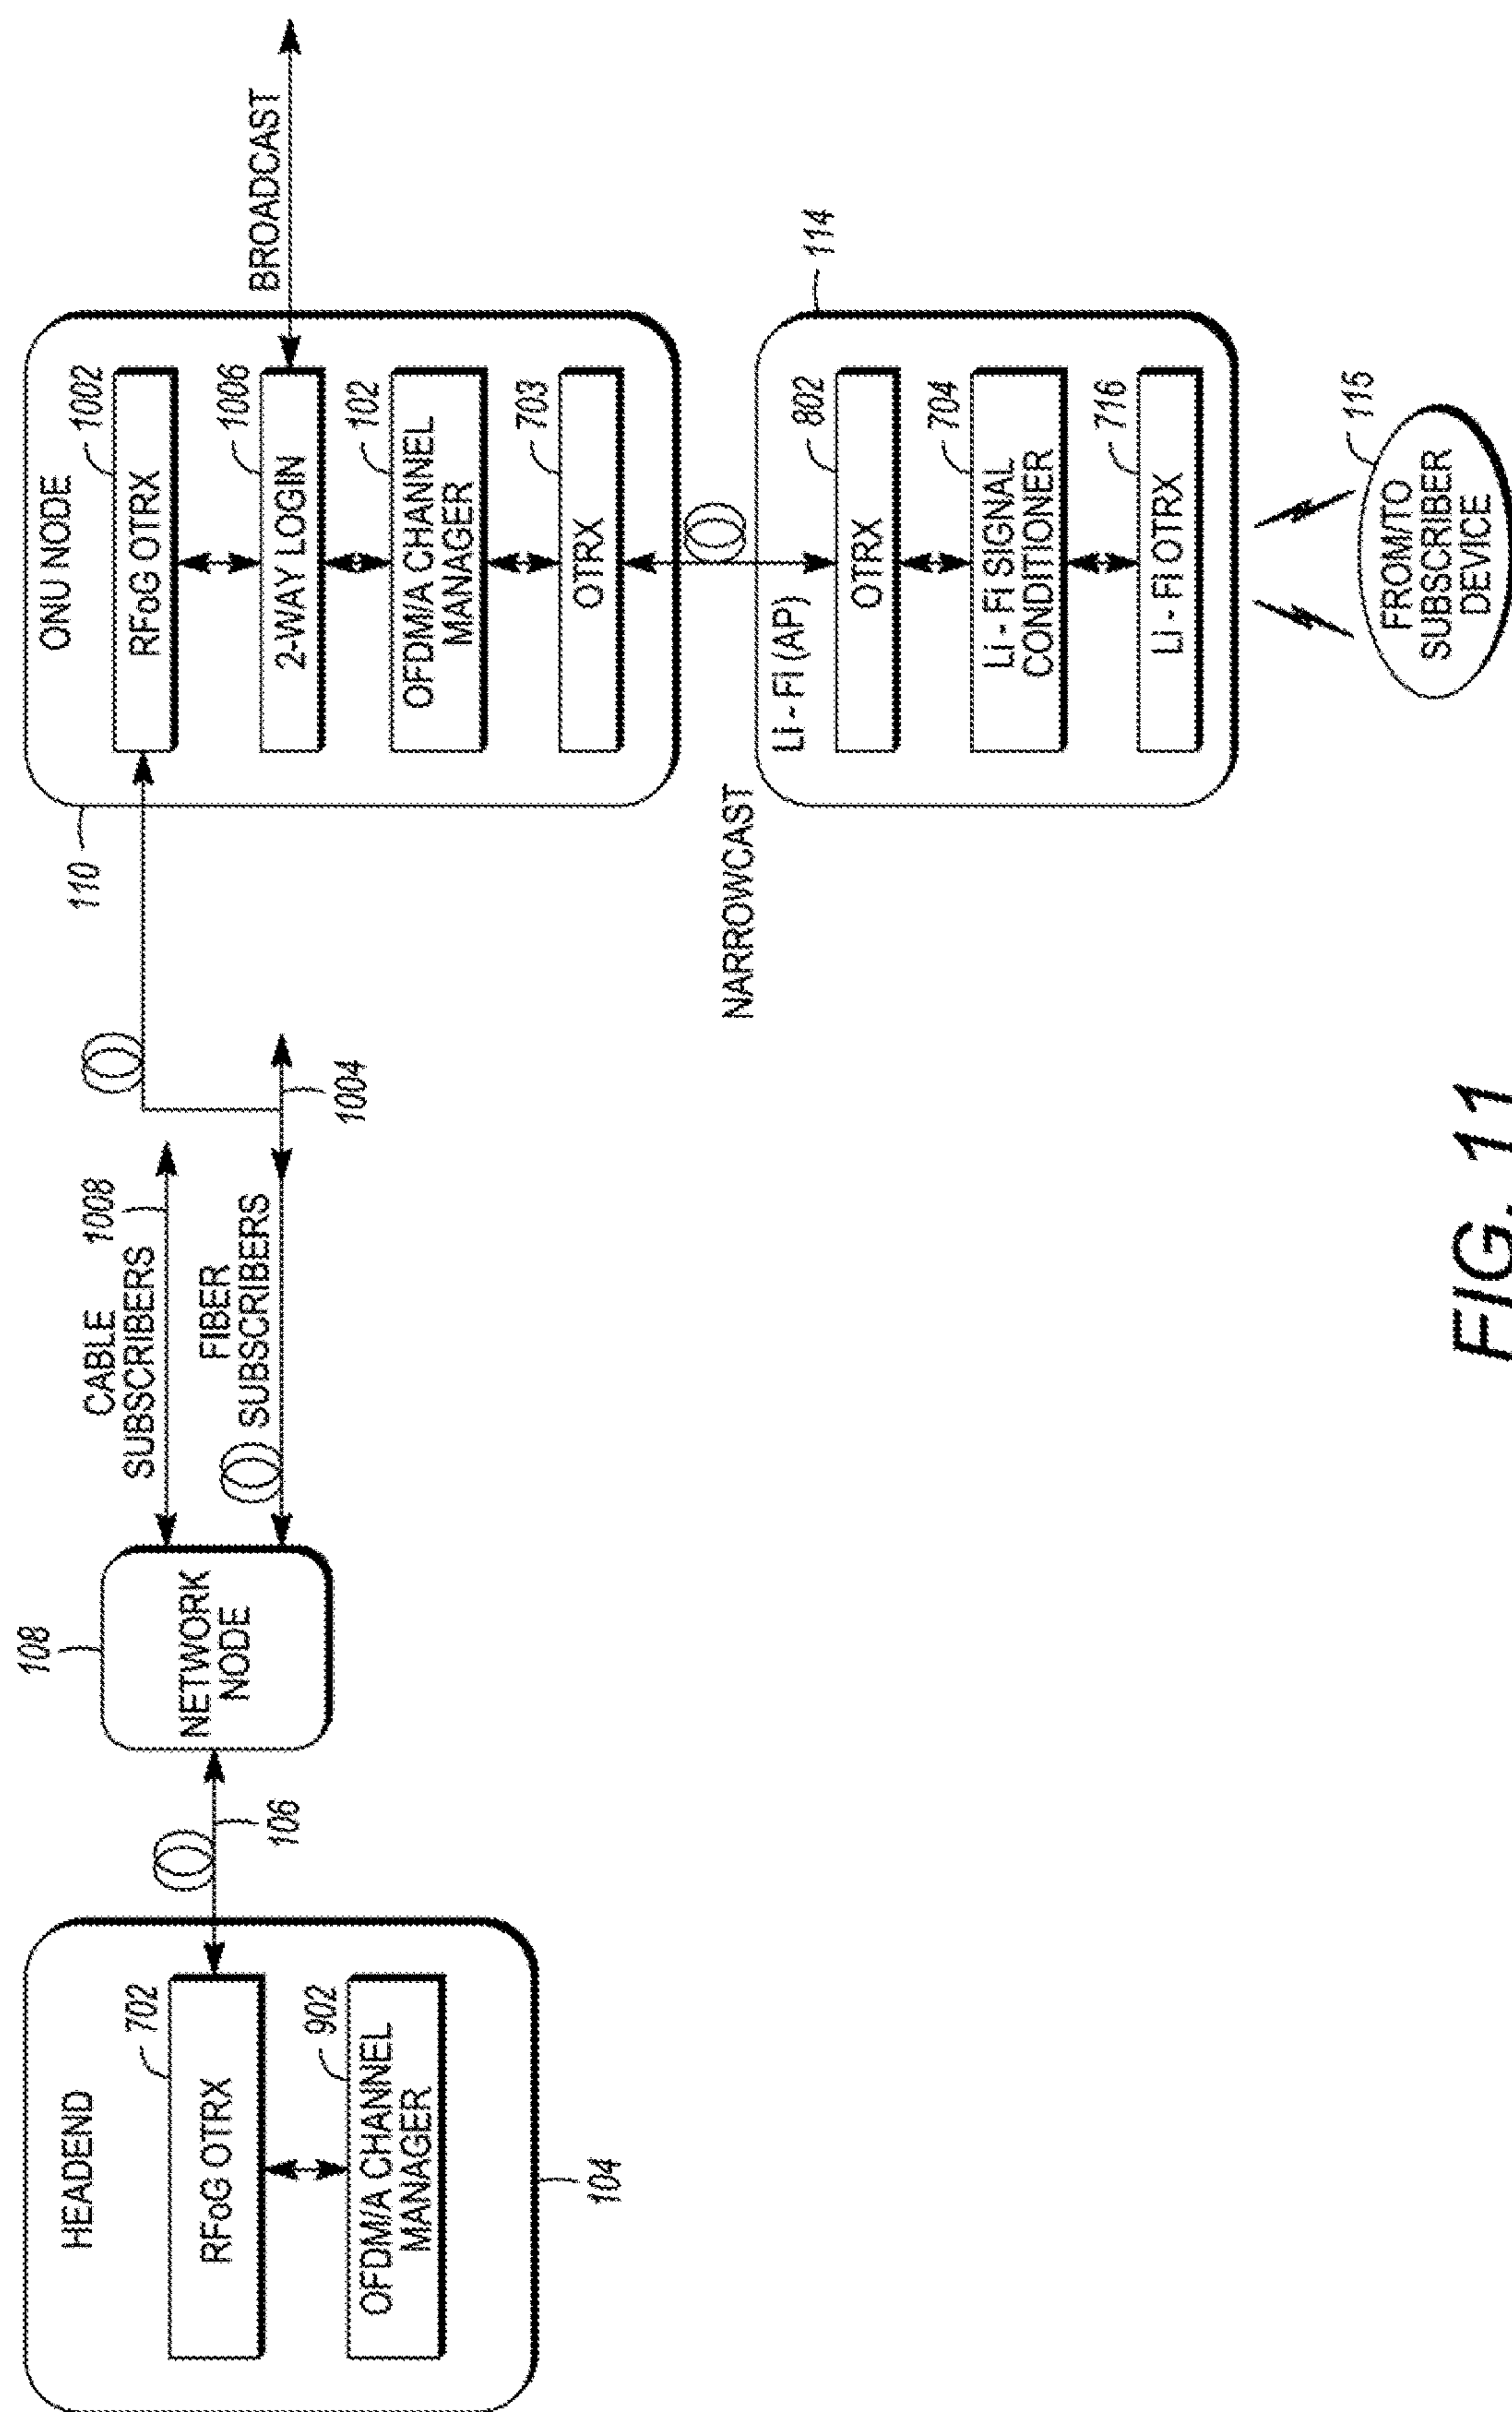 HEADEND
702
RFoG OTRX
902
OFDM/A CHANNEL
MANAGER
104
106
108
NETWORK
NODE
CABLE
SUBSCRIBERS
1008
FIBER
SUBSCRIBERS
1004
110
ONU NODE
1002
RFoG OTRX
1006
2-WAY LOGIN
102
OFDM/A CHANNEL
MANAGER
703
OTRX
BROADCAST
NARROWCAST
Li - FI (AP)
114
802
OTRX
704
Li - FI SIGNAL
CONDITIONER
716
Li - FI OTRX
115
FROM/TO
SUBSCRIBER
DEVICE
FIG. 11